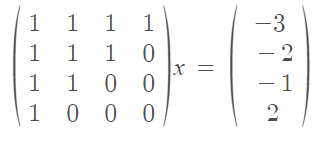 1 1 1 1 -3
1 1 1 0 - 2
1 1 0 0 x = - 1
1 0 0 0 2